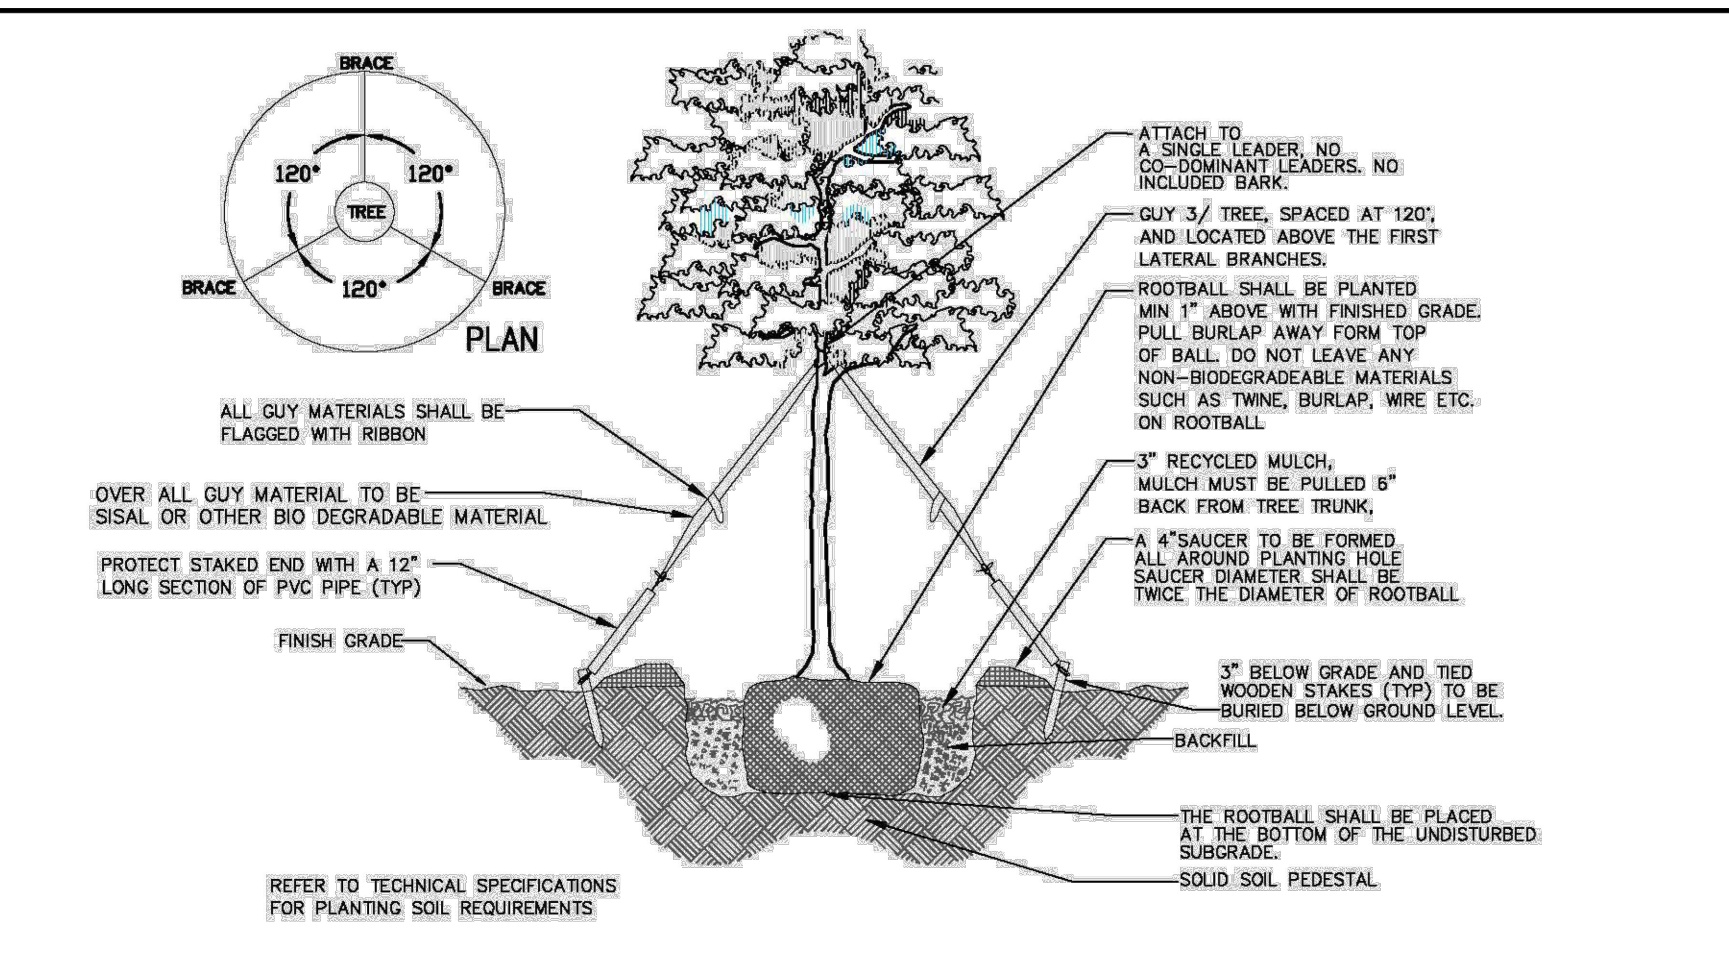 BRACE
120°
120°
TREE
BRACE
120°
BRACE
PLAN
ALL GUY MATERIALS SHALL BE
FLAGGED WITH RIBBON
OVER ALL GUY MATERIAL TO BE
SISAL OR OTHER BIO DEGRADABLE MATERIAL
PROTECT STAKED END WITH A 12"
LONG SECTION OF PVC PIPE (TYP)
FINISH GRADE
REFER TO TECHNICAL SPECIFICATIONS
FOR PLANTING SOIL REQUIREMENTS
ATTACH TO
A SINGLE LEADER, NO
CO-DOMINANT LEADERS. NO
INCLUDED BARK.
GUY 3/ TREE, SPACED AT 120°,
AND LOCATED ABOVE THE FIRST
LATERAL BRANCHES.
ROOTBALL SHALL BE PLANTED
MIN 1" ABOVE WITH FINISHED GRADE.
PULL BURLAP AWAY FORM TOP
OF BALL. DO NOT LEAVE ANY
NON-BIODEGRADEABLE MATERIALS
SUCH AS TWINE, BURLAP, WIRE ETC.
ON ROOTBALL
3" RECYCLED MULCH,
MULCH MUST BE PULLED 6"
BACK FROM TREE TRUNK,
A 4"SAUCER TO BE FORMED
ALL AROUND PLANTING HOLE
SAUCER DIAMETER SHALL BE
TWICE THE DIAMETER OF ROOTBALL
3" BELOW GRADE AND TIED
WOODEN STAKES (TYP) TO BE
BURIED BELOW GROUND LEVEL.
BACKFILL
THE ROOTBALL SHALL BE PLACED
AT THE BOTTOM OF THE UNDISTURBED
SUBGRADE.
SOLID SOIL PEDESTAL